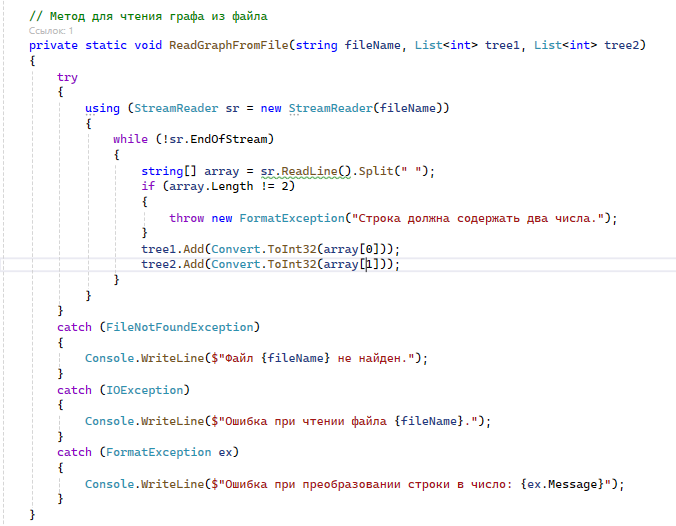 // Метод для чтения графа из файла
Ссылок: 1
private static void ReadGraphFromFile(string fileName, List<int> tree1, List<int> tree2)
{
try
{
using (StreamReader sr = new StreamReader(fileName))
{
while (!sr.EndOfStream)
{
string[] array = sr.ReadLine().Split(" ");
if (array.Length != 2)
{
throw new FormatException("Строка должна содержать два числа.");
}
tree1.Add(Convert.ToInt32(array[0]));
tree2.Add(Convert.ToInt32(array[1]));
}
}
}
catch (FileNotFoundException)
{
Console.WriteLine($"Файл {fileName} не найден.");
}
catch (IOException)
{
Console.WriteLine($"Ошибка при чтении файла {fileName}.");
}
catch (FormatException ex)
{
Console.WriteLine($"Ошибка при преобразовании строки в число: {ex.Message}");
}
}